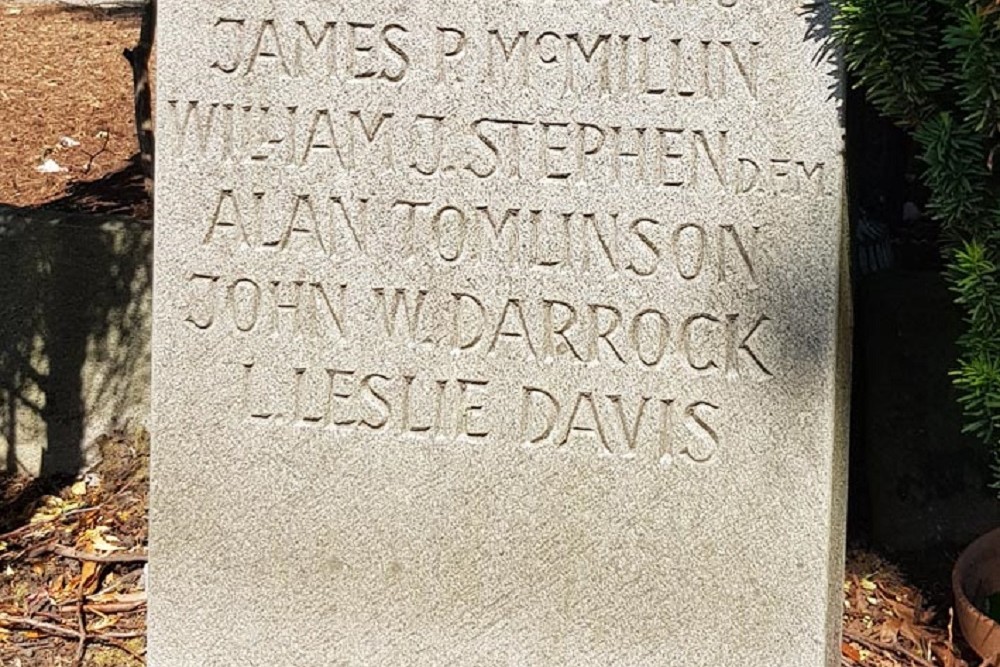 JAMES P. McMILLIN
WILLIAM J. STEPHEN D.F.M.
ALAN TOMLINSON
JOHN W. DARROCK
L. LESLIE DAVIS